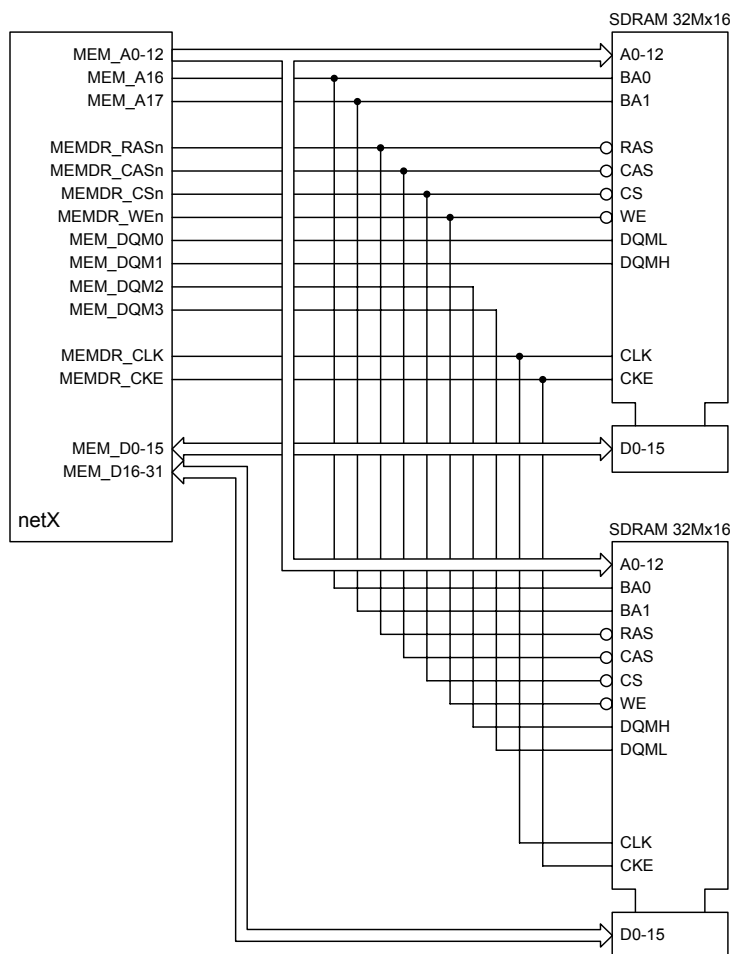 SDRAM 32Mx16
MEM_A0-12
MEM_A16
MEM_A17
MEMDR_RASn
MEMDR_CASn
MEMDR_CSn
MEMDR_WEn
MEM_DQM0
MEM_DQM1
MEM_DQM2
MEM_DQM3
MEMDR_CLK
MEMDR_CKE
MEM_D0-15
MEM_D16-31
netX
A0-12
BA0
BA1
RAS
CAS
CS
WE
DQML
DQMH
CLK
CKE
D0-15
SDRAM 32Mx16
A0-12
BA0
BA1
RAS
CAS
CS
WE
DQMH
DQML
CLK
CKE
D0-15